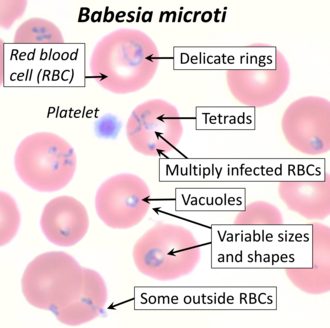 Babesia microti
Red blood
cell (RBC)
Delicate rings
Platelet
Tetrads
Multiply infected RBCs
Vacuoles
Variable sizes
and shapes
Some outside RBCs